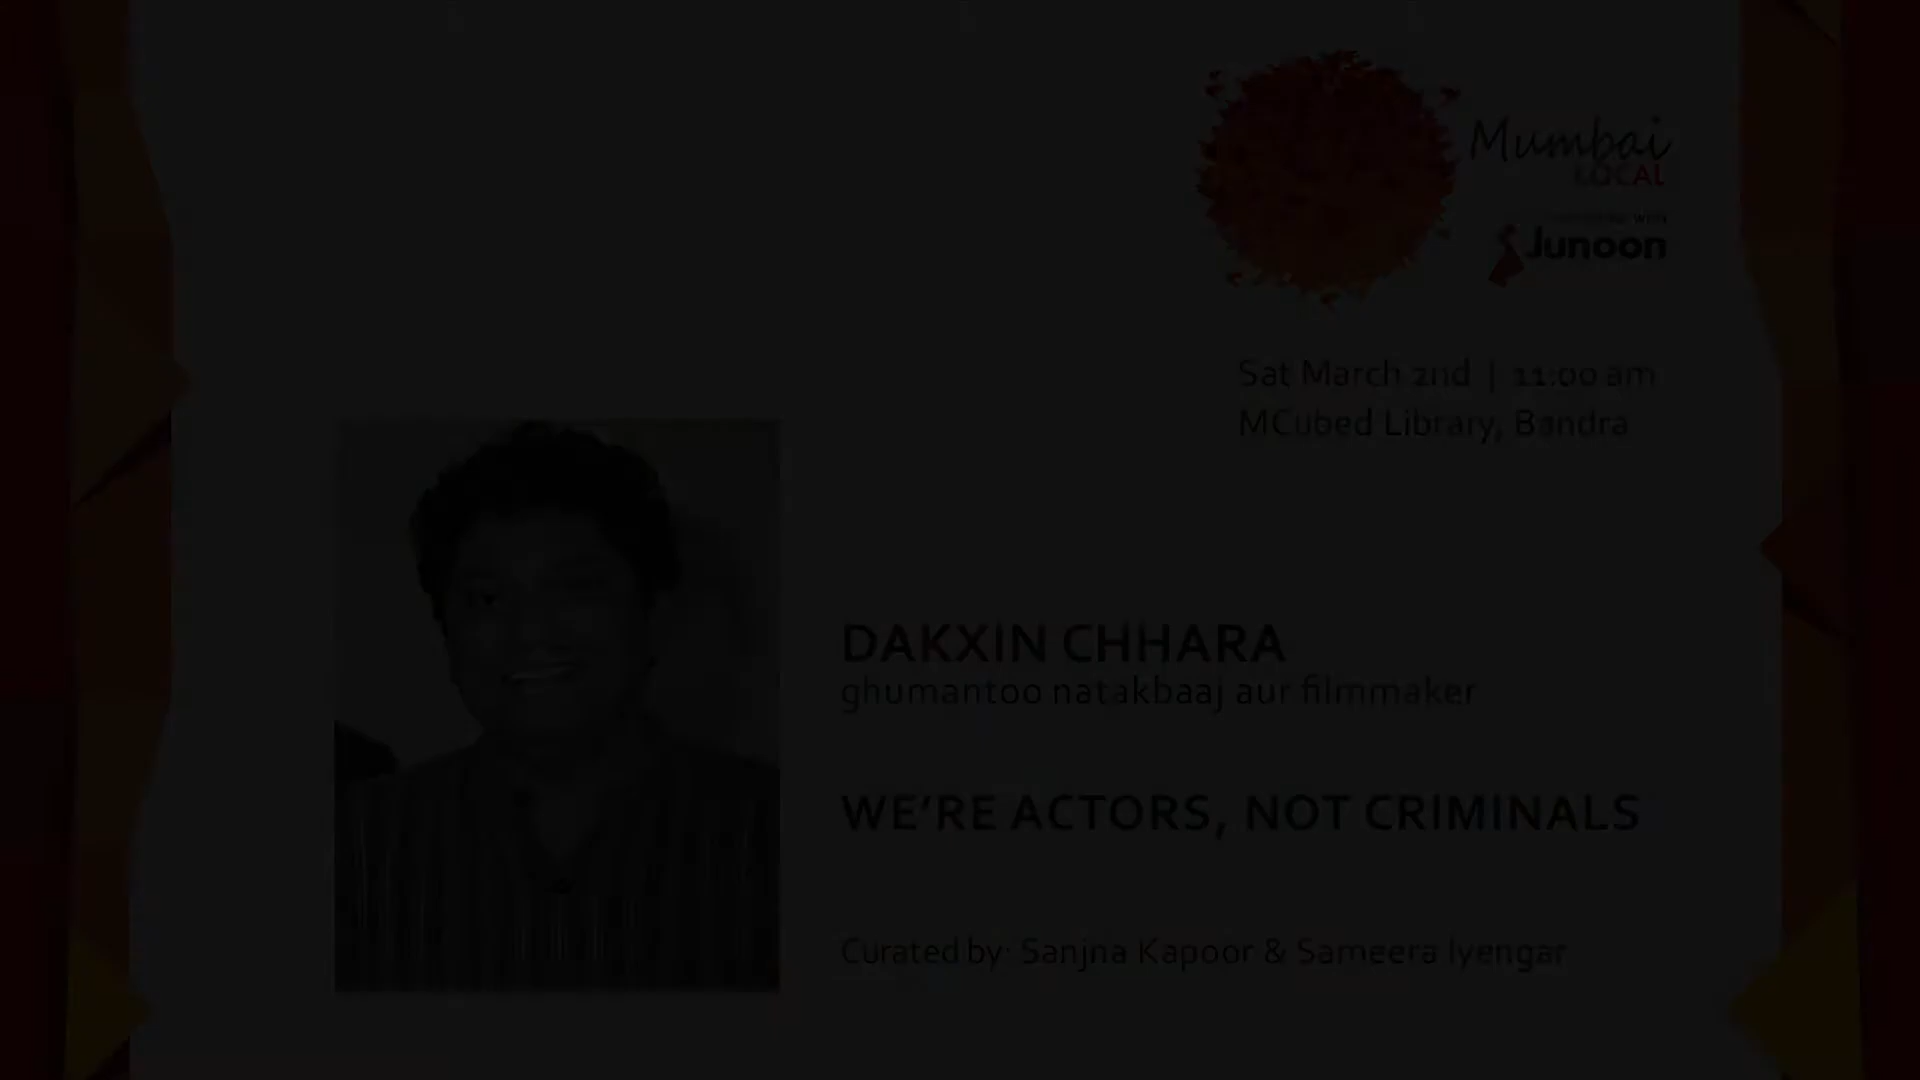 Mumbai
LOCAL
Junoon
Sat March 2nd | 11:00 am
MCubed Library, Bandra
DAKXIN CHHARA
ghumantoo natakbaaj aur filmmaker
WE'RE ACTORS, NOT CRIMINALS
Curated by: Sanjna Kapoor & Sameera Iyengar